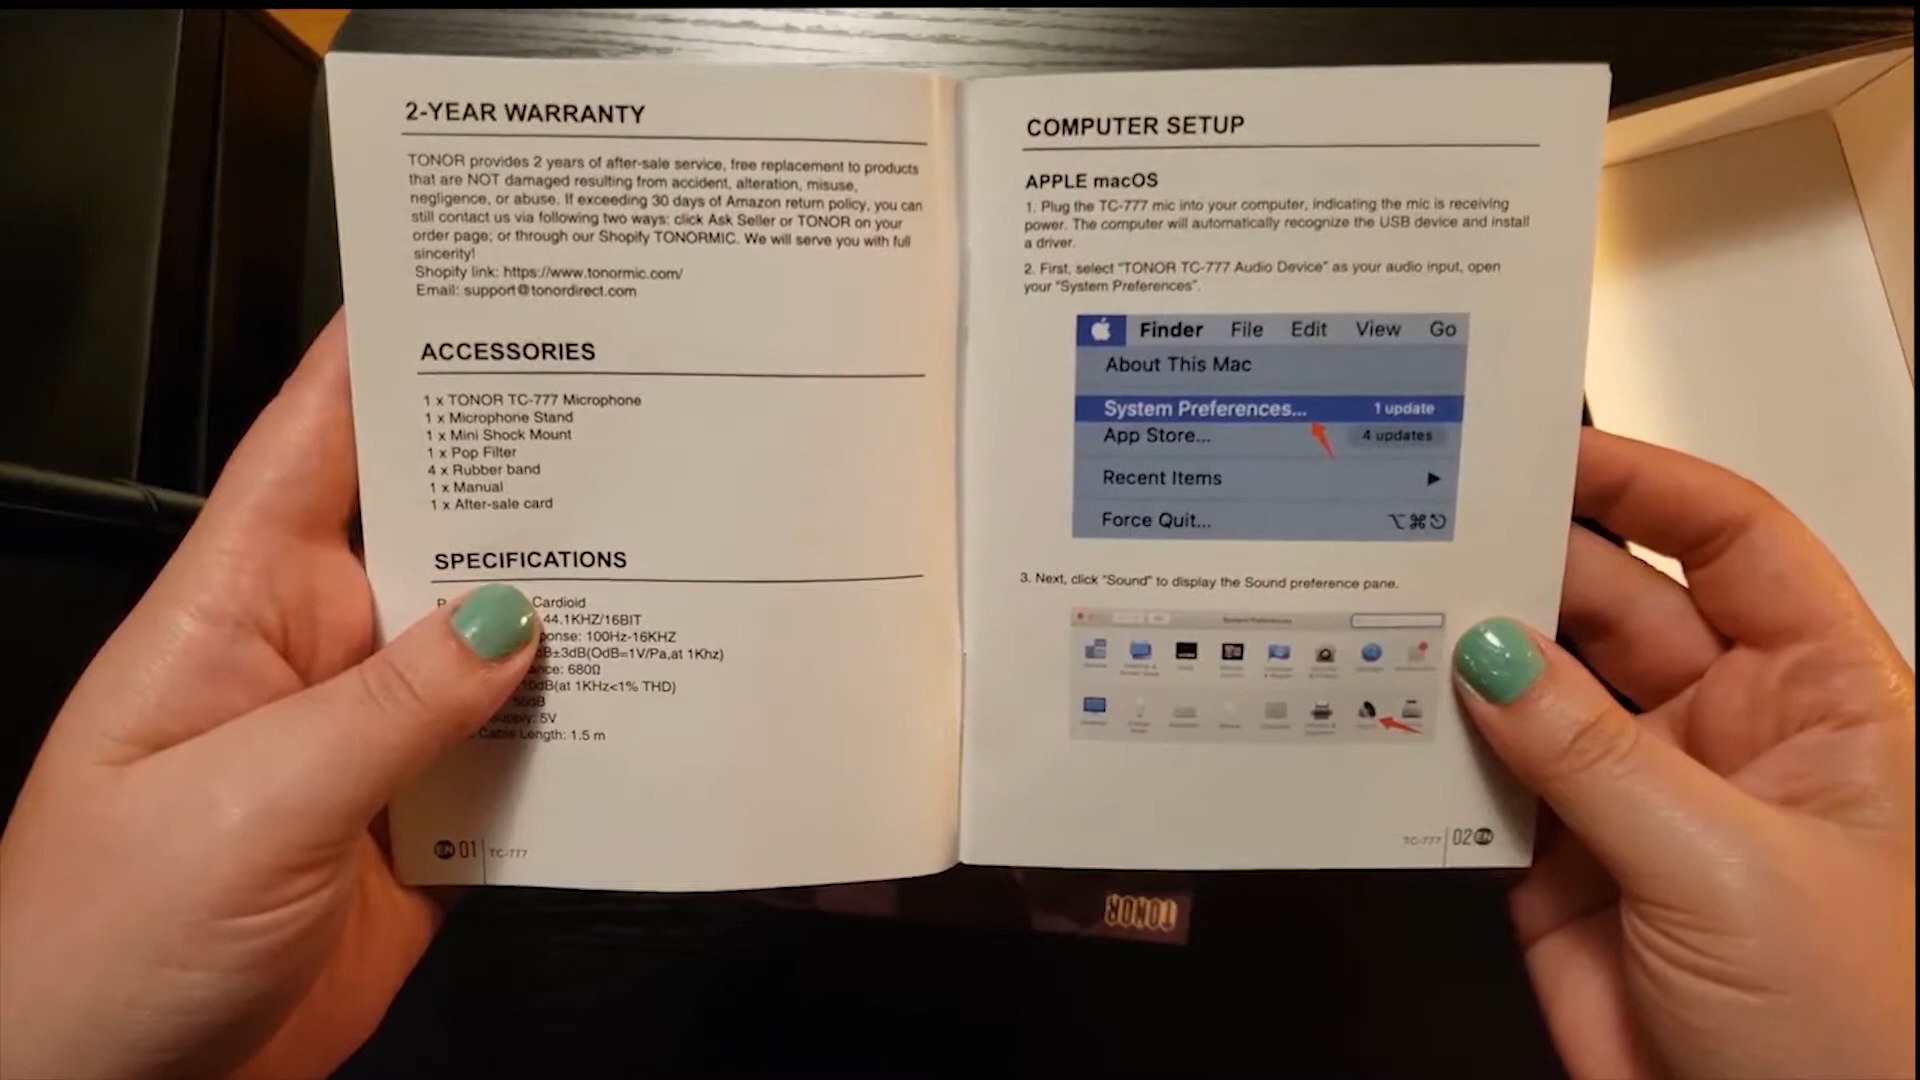 2-YEAR WARRANTY
TONOR provides 2 years of after-sale service, free replacement to products
that are NOT damaged resulting from accident, alteration, misuse,
negligence, or abuse. If exceeding 30 days of Amazon return policy, you can
still contact us via following two ways: click Ask Seller or TONOR on your
order page; or through our Shopify TONORMIC. We will serve you with full
sincerity!
Shopify link: https://www.tonormic.com/
Email: support@tonordirect.com
ACCESSORIES
1 x TONOR TC-777 Microphone
1 x Microphone Stand
1 x Mini Shock Mount
1 x Pop Filter
4 x Rubber band
1 x Manual
1 x After-sale card
SPECIFICATIONS
Cardioid
44.1KHZ/16BIT
ponse: 100Hz-16KHZ
dB±3dB(OdB=1V/Pa,at 1Khz)
ance: 680Ω
10dB(at 1KHz<1% THD)
supply: 5V
Cable Length: 1.5 m
EN 01 TC-777
COMPUTER SETUP
APPLE macOS
1. Plug the TC-777 mic into your computer, indicating the mic is receiving
power. The computer will automatically recognize the USB device and install
a driver.
2. First, select "TONOR TC-777 Audio Device" as your audio input, open
your "System Preferences".
Finder File Edit View Go
About This Mac
System Preferences... 1 update
App Store... 4 updates
Recent Items ▶
Force Quit... ⌥⌘⎋
3. Next, click "Sound" to display the Sound preference pane.
System Preferences
TC-777 02 EN
TONOR